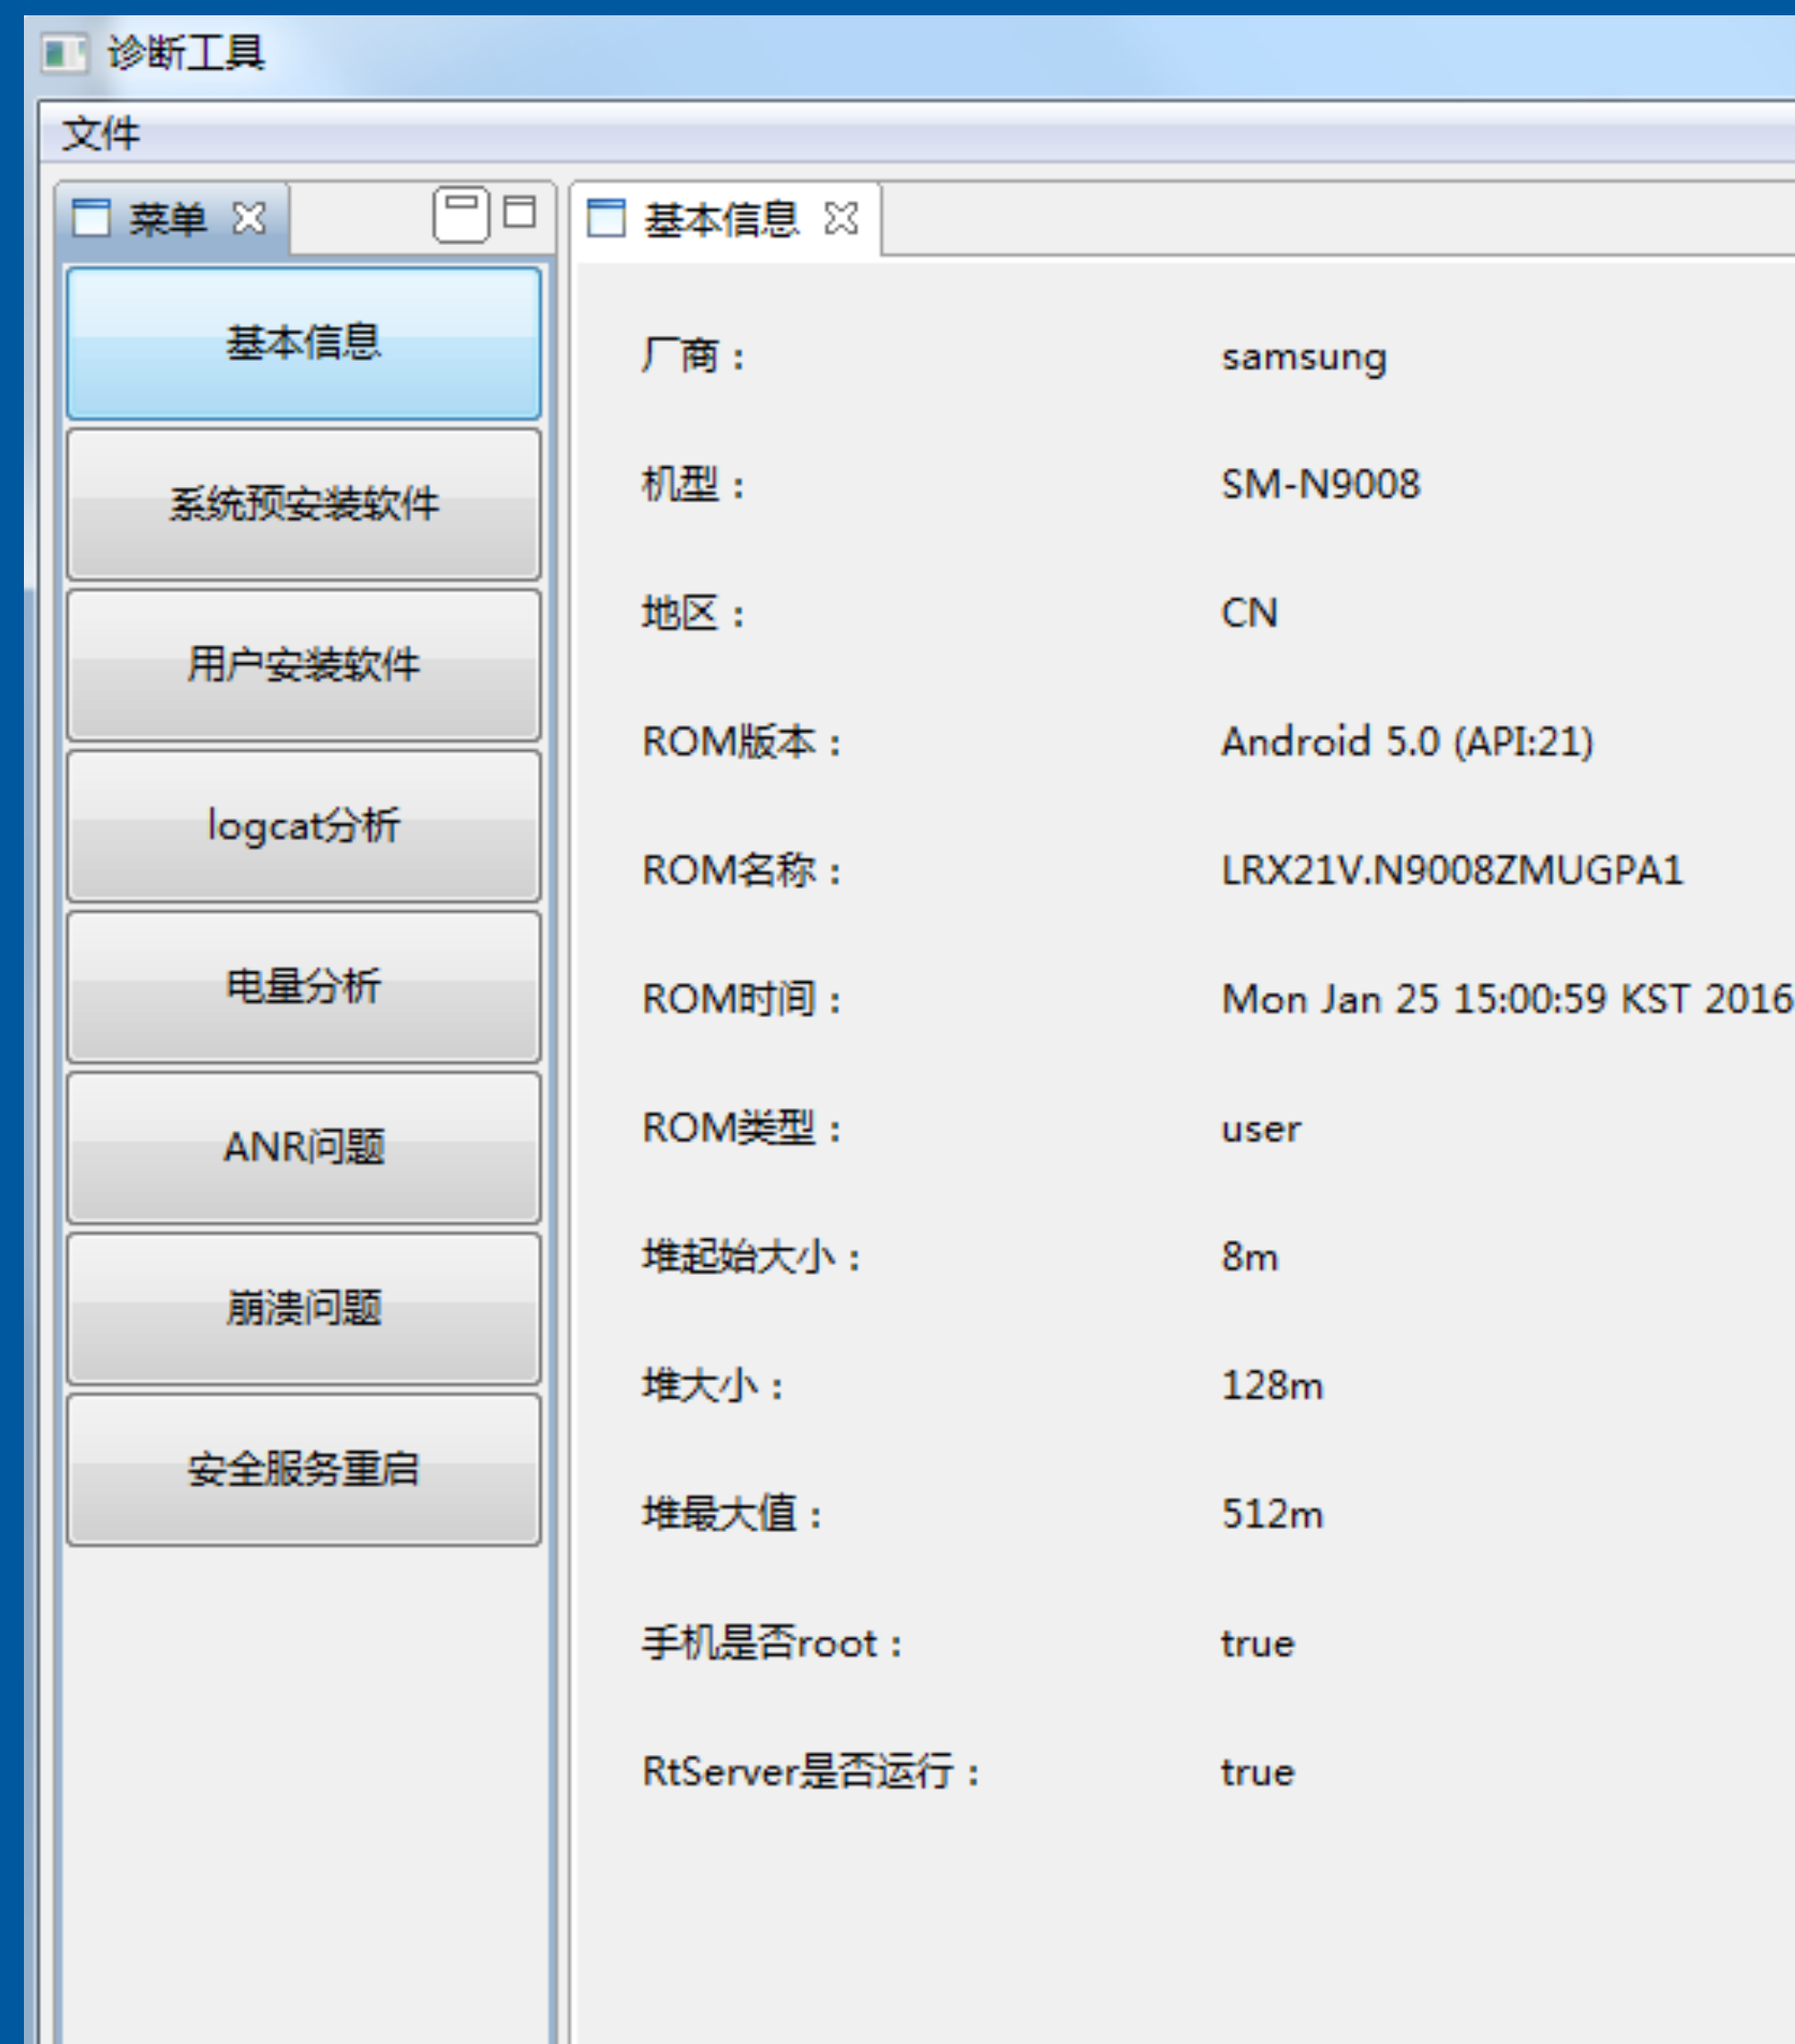 诊断工具
文件
菜单
基本信息
系统预安装软件
用户安装软件
logcat分析
电量分析
ANR问题
崩溃问题
安全服务重启
基本信息
厂商： samsung
机型： SM-N9008
地区： CN
ROM版本： Android 5.0 (API:21)
ROM名称： LRX21V.N9008ZMUGPA1
ROM时间： Mon Jan 25 15:00:59 KST 2016
ROM类型： user
堆起始大小： 8m
堆大小： 128m
堆最大值： 512m
手机是否root： true
RtServer是否运行： true